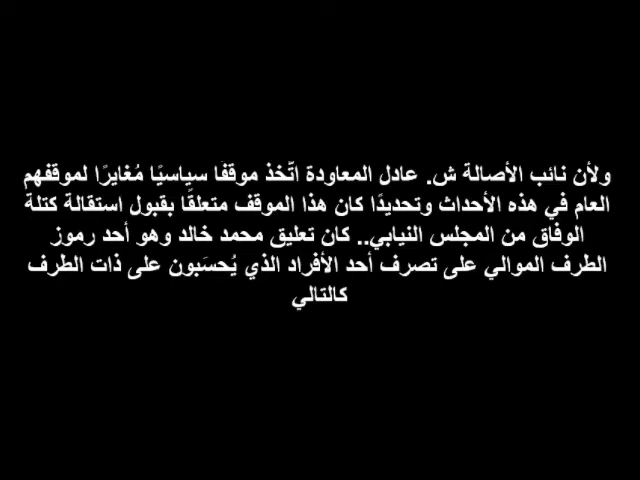 ولأن نائب الأصالة ش. عادل المعاودة اتّخذ موقفًا سياسيًا مُغايرًا لموقفهم
العام في هذه الأحداث وتحديدًا كان هذا الموقف متعلقًا بقبول استقالة كتلة
الوفاق من المجلس النيابي.. كان تعليق محمد خالد وهو أحد رموز
الطرف الموالي على تصرف أحد الأفراد الذي يُحسَبون على ذات الطرف
كالتالي